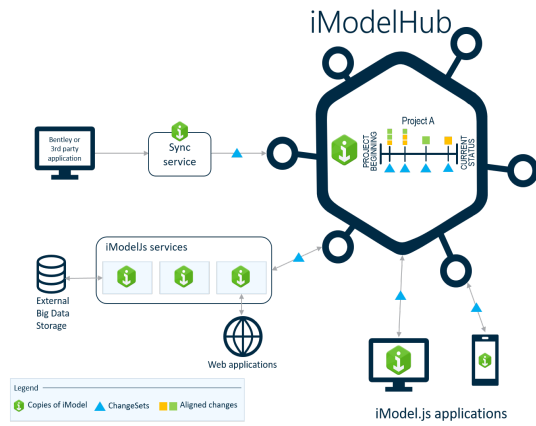 iModelHub
Project A
PROJECT
BEGINNING
CURRENT
STATUS
Bentley or
3rd party
application
Sync
service
iModelJs services
External
Big Data
Storage
Web applications
iModel.js applications
Legend
Copies of iModel
ChangeSets
Aligned changes